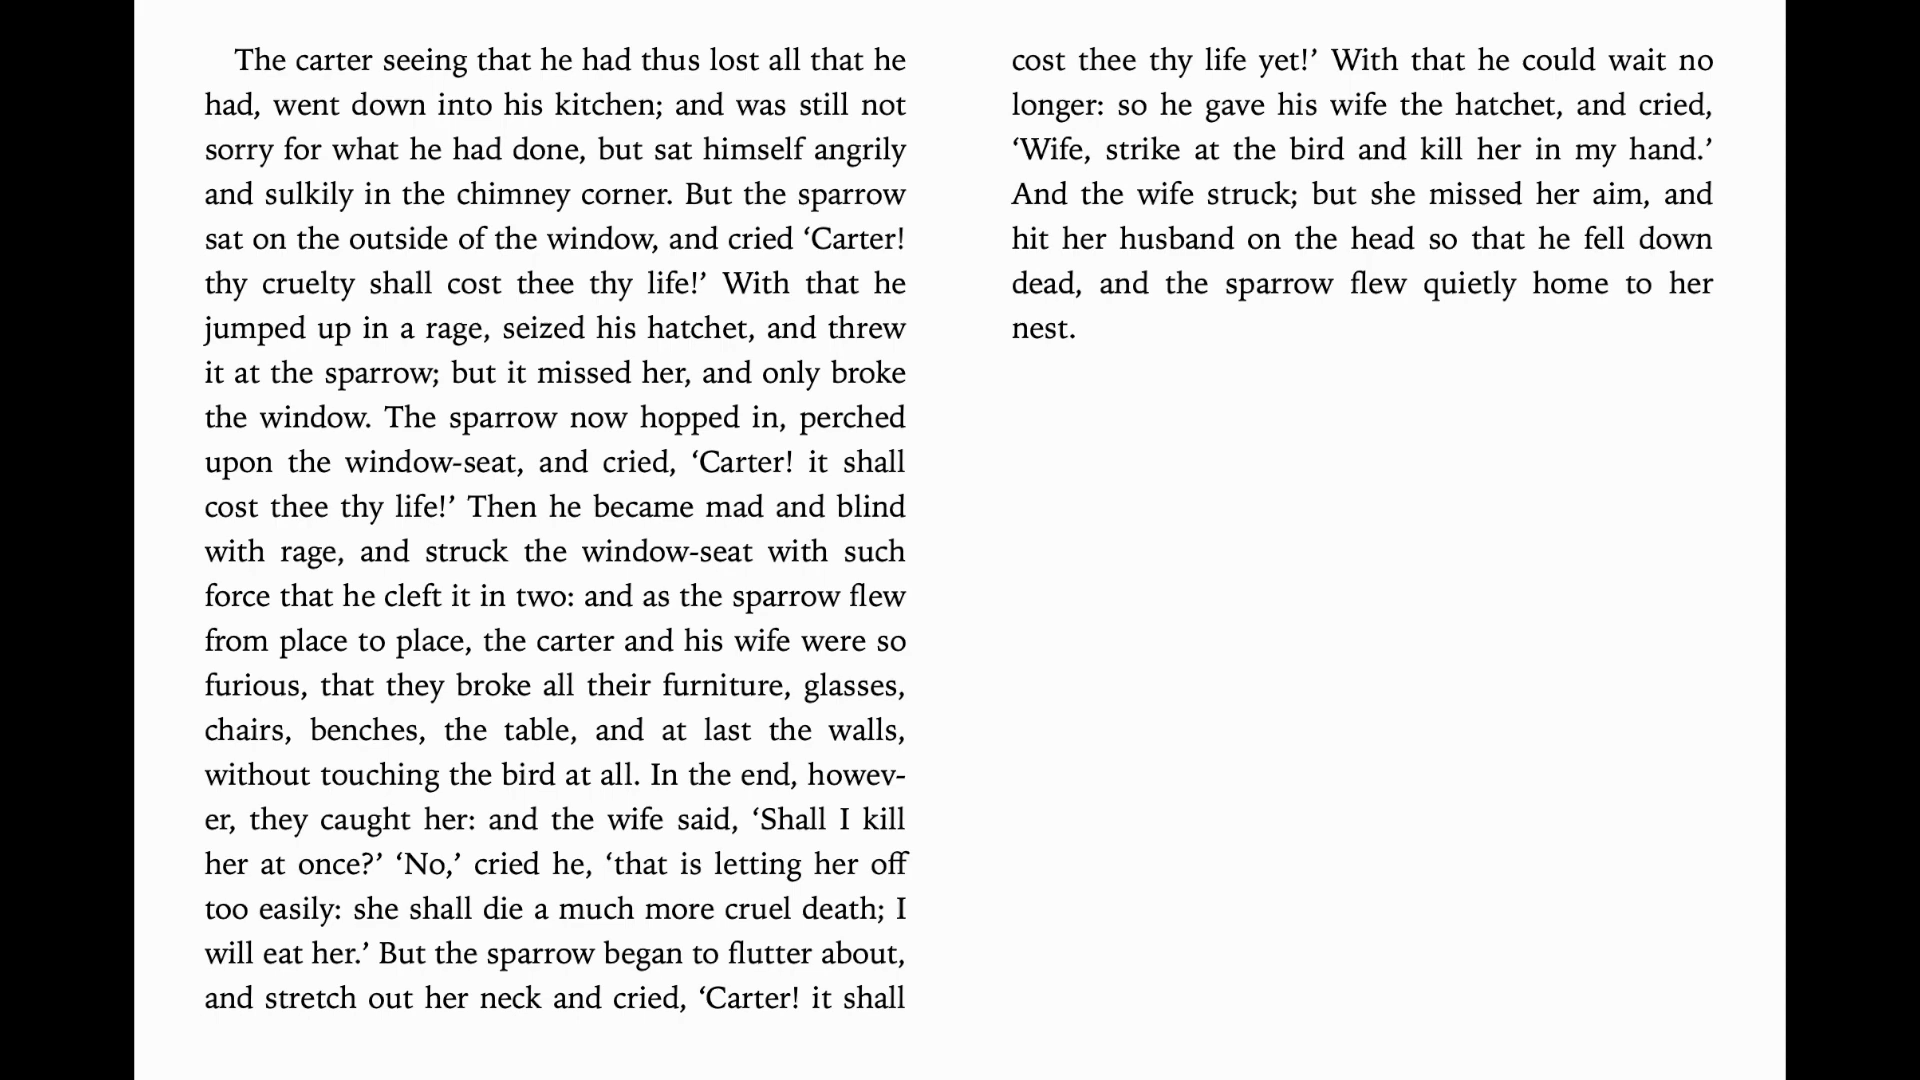 The carter seeing that he had thus lost all that he
had, went down into his kitchen; and was still not
sorry for what he had done, but sat himself angrily
and sulkily in the chimney corner. But the sparrow
sat on the outside of the window, and cried ‘Carter!
thy cruelty shall cost thee thy life!’ With that he
jumped up in a rage, seized his hatchet, and threw
it at the sparrow; but it missed her, and only broke
the window. The sparrow now hopped in, perched
upon the window-seat, and cried, ‘Carter! it shall
cost thee thy life!’ Then he became mad and blind
with rage, and struck the window-seat with such
force that he cleft it in two: and as the sparrow flew
from place to place, the carter and his wife were so
furious, that they broke all their furniture, glasses,
chairs, benches, the table, and at last the walls,
without touching the bird at all. In the end, howev-
er, they caught her: and the wife said, ‘Shall I kill
her at once?’ ‘No,’ cried he, ‘that is letting her off
too easily: she shall die a much more cruel death; I
will eat her.’ But the sparrow began to flutter about,
and stretch out her neck and cried, ‘Carter! it shall
cost thee thy life yet!’ With that he could wait no
longer: so he gave his wife the hatchet, and cried,
‘Wife, strike at the bird and kill her in my hand.’
And the wife struck; but she missed her aim, and
hit her husband on the head so that he fell down
dead, and the sparrow flew quietly home to her
nest.